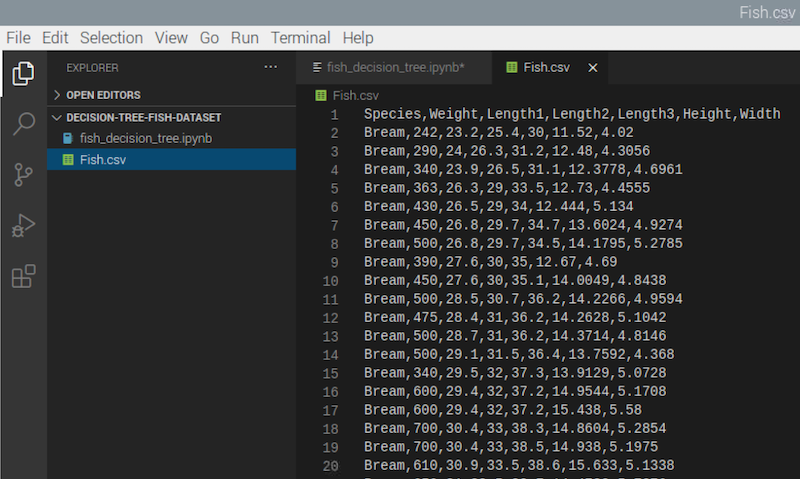 Fish.csv
File Edit Selection View Go Run Terminal Help
EXPLORER
OPEN EDITORS
DECISION-TREE-FISH-DATASET
fish_decision_tree.ipynb
Fish.csv
fish_decision_tree.ipynb* Fish.csv
Fish.csv
1 Species,Weight,Length1,Length2,Length3,Height,Width
2 Bream,242,23.2,25.4,30,11.52,4.02
3 Bream,290,24,26.3,31.2,12.48,4.3056
4 Bream,340,23.9,26.5,31.1,12.3778,4.6961
5 Bream,363,26.3,29,33.5,12.73,4.4555
6 Bream,430,26.5,29,34,12.444,5.134
7 Bream,450,26.8,29.7,34.7,13.6024,4.9274
8 Bream,500,26.8,29.7,34.5,14.1795,5.2785
9 Bream,390,27.6,30,35,12.67,4.69
10 Bream,450,27.6,30,35.1,14.0049,4.8438
11 Bream,500,28.5,30.7,36.2,14.2266,4.9594
12 Bream,475,28.4,31,36.2,14.2628,5.1042
13 Bream,500,28.7,31,36.2,14.3714,4.8146
14 Bream,500,29.1,31.5,36.4,13.7592,4.368
15 Bream,340,29.5,32,37.3,13.9129,5.0728
16 Bream,600,29.4,32,37.2,14.9544,5.1708
17 Bream,600,29.4,32,37.2,15.438,5.58
18 Bream,700,30.4,33,38.3,14.8604,5.2854
19 Bream,700,30.4,33,38.5,14.938,5.1975
20 Bream,610,30.9,33.5,38.6,15.633,5.1338